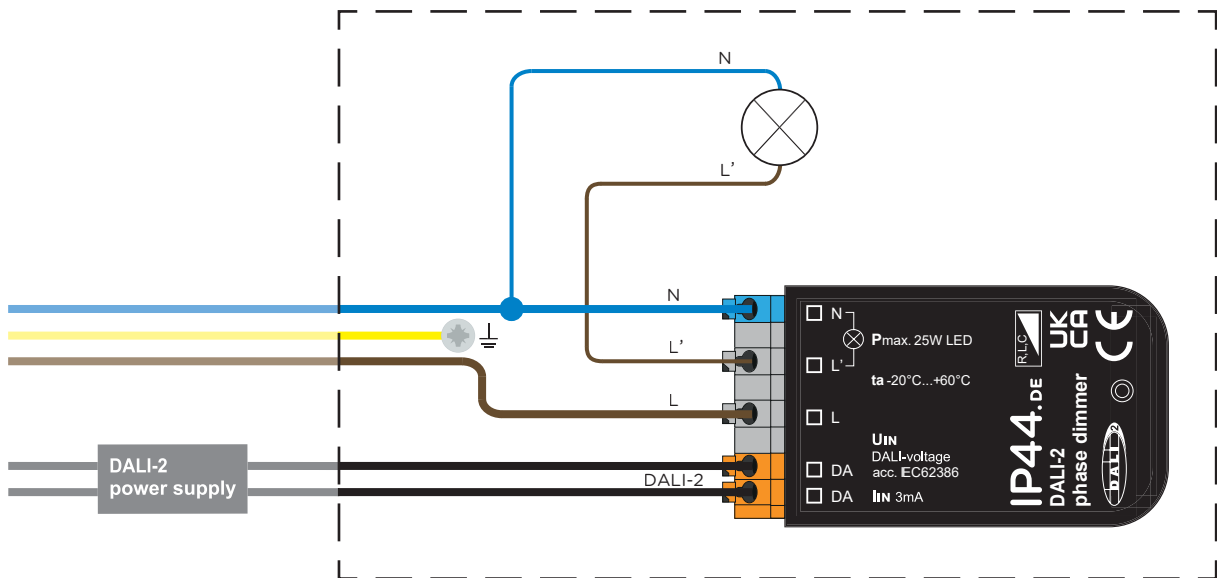 N
L’
N
L’
L
DALI-2
DALI-2
power supply
N
L’
L
DA
DA
Pmax. 25W LED
ta -20°C...+60°C
UIN
DALI-voltage
acc. IEC62386
IIN 3mA
R,L,C
UK
CA
CE
IP44.DE
DALI-2
phase dimmer
DALI 2